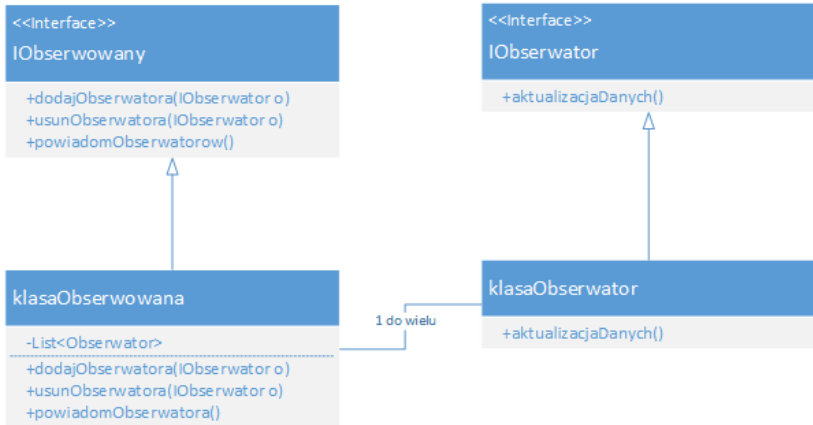 <<Interface>>
IObserwowany
+dodajObserwatora(IObserwator o)
+usunObserwatora(IObserwator o)
+powiadomObserwatorow()
<<Interface>>
IObserwator
+aktualizacjaDanych()
klasaObserwowana
-List<Obserwator>
+dodajObserwatora(IObserwator o)
+usunObserwatora(IObserwator o)
+powiadomObserwatora()
1 do wielu
klasaObserwator
+aktualizacjaDanych()